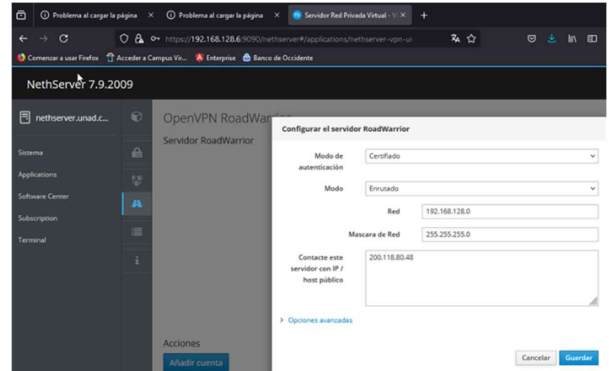 Problema al cargar la página
Problema al cargar la página
Servidor Red Privada Virtual - V
https://192.168.128.6:9090/nethserver#/applications/nethserver-vpn-ui
Comenzar a usar Firefox
Acceder a Campus Vir...
Enterprise
Banco de Occidente
NethServer 7.9.2009
nethserver.unad.c...
Sistema
Applications
Software Center
Subscription
Terminal
OpenVPN RoadWarrior
Servidor RoadWarrior
Configurar el servidor RoadWarrior
Modo de
autenticación
Certifiado
Modo
Enrutado
Red
192.168.128.0
Mascara de Red
255.255.255.0
Contacte este
servidor con IP /
host público
200.118.80.48
Opciones avanzadas
Acciones
Añadir cuenta
Cancelar
Guardar